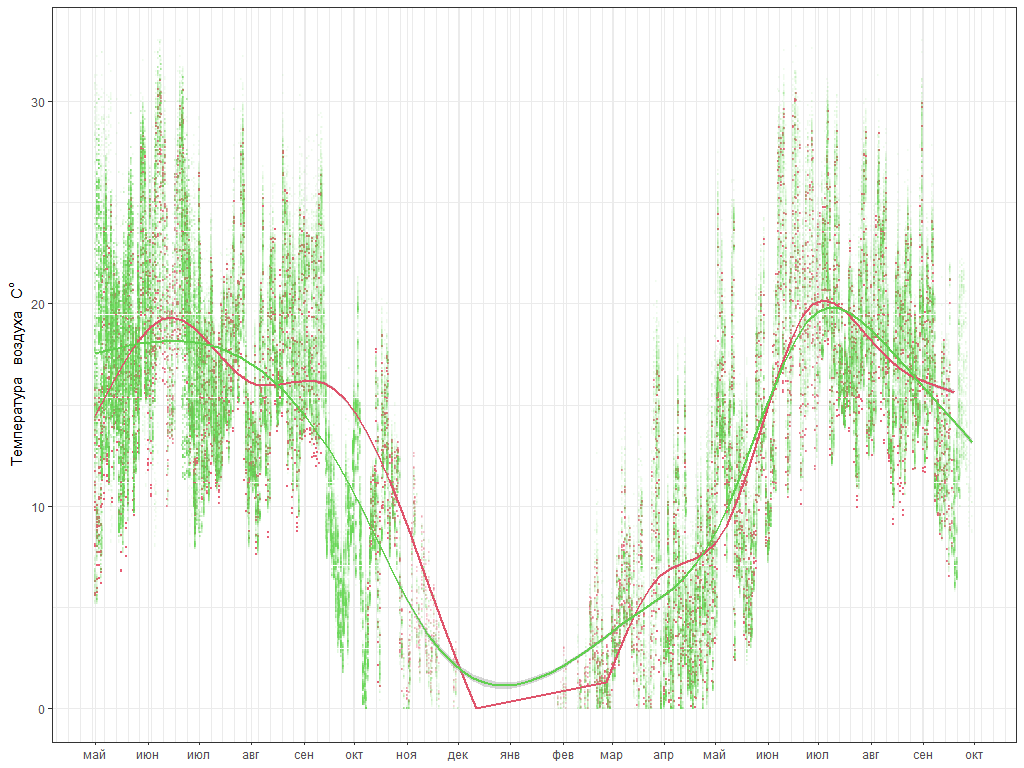 30
20
10
0
Температура воздуха C°
май июн июл авг сен окт ноя дек янв фев мар апр май июн июл авг сен окт